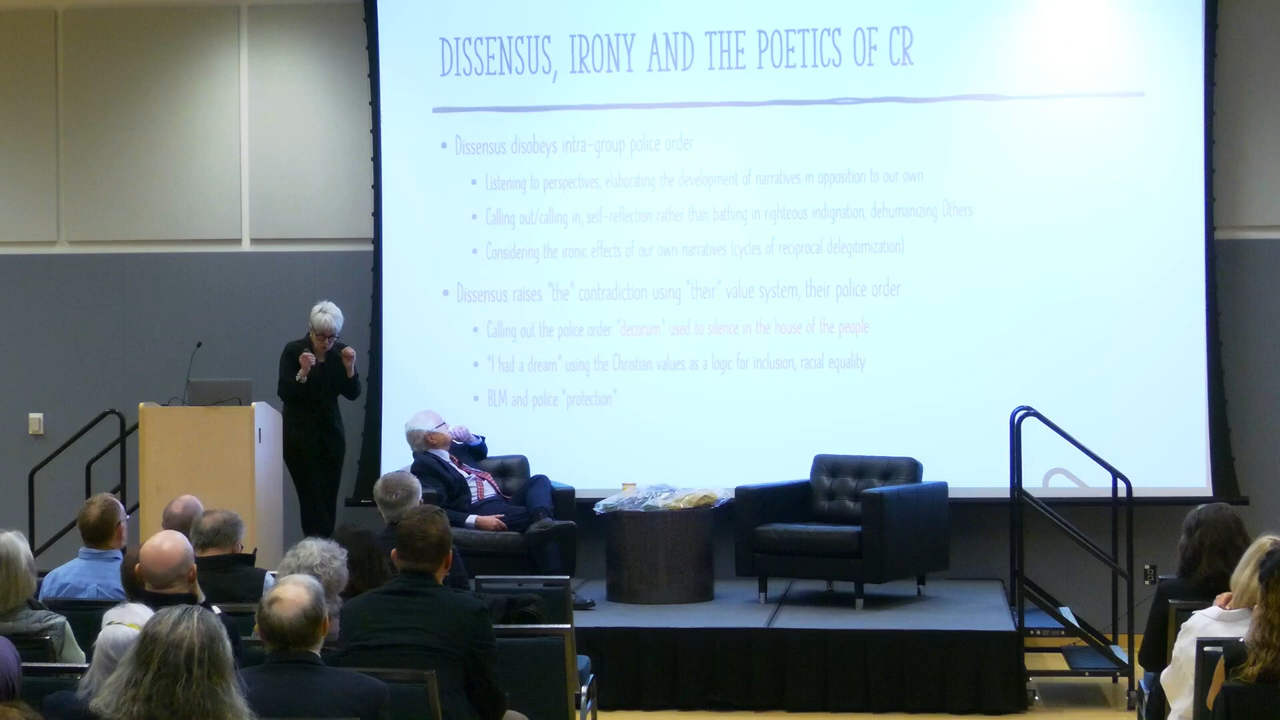 DISSENSUS, IRONY AND THE POETICS OF CR
• Dissensus disobeys intra-group police order
• Listening to perspectives, elaborating the development of narratives in opposition to our own
• Calling out/calling in, self-reflection rather than bathing in righteous indignation, dehumanizing Others
• Considering the ironic effects of our own narratives (cycles of reciprocal delegitimization)
• Dissensus raises "the" contradiction using "their" value system, their police order
• Calling out the police order "decorum" used to silence in the house of the people
• "I had a dream" using the Christian values as a logic for inclusion, racial equality
• BLM and police "protection"